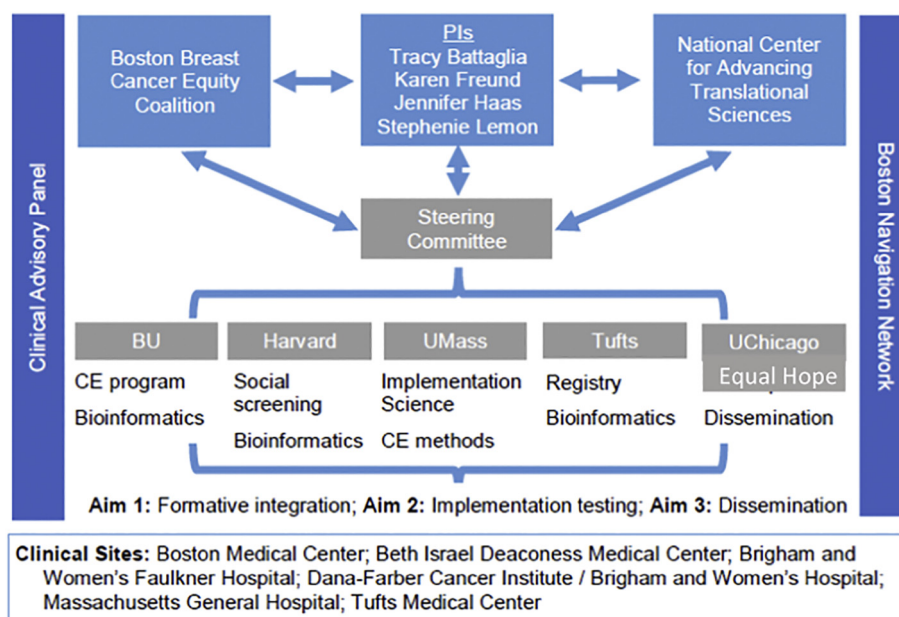 Boston Breast
Cancer Equity
Coalition
PIs
Tracy Battaglia
Karen Freund
Jennifer Haas
Stephenie Lemon
National Center
for Advancing
Translational
Sciences
Clinical Advisory Panel
Boston Navigation Network
Steering
Committee
BU
CE program
Bioinformatics
Harvard
Social
screening
Bioinformatics
UMass
Implementation
Science
CE methods
Tufts
Registry
Bioinformatics
UChicago
Equal Hope
Dissemination
Aim 1: Formative integration; Aim 2: Implementation testing; Aim 3: Dissemination
Clinical Sites: Boston Medical Center; Beth Israel Deaconess Medical Center; Brigham and
Women's Faulkner Hospital; Dana-Farber Cancer Institute / Brigham and Women's Hospital;
Massachusetts General Hospital; Tufts Medical Center